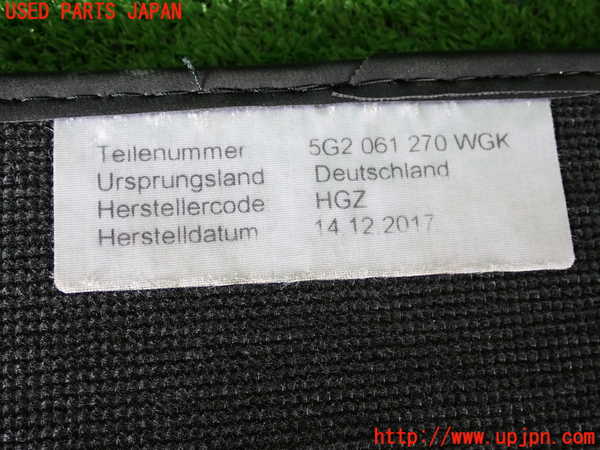 USED PARTS JAPAN
Teilenummer 5G2 061 270 WGK
Ursprungsland Deutschland
Herstellercode HGZ
Herstelldatum 14.12.2017
http://www.upjpn.com/